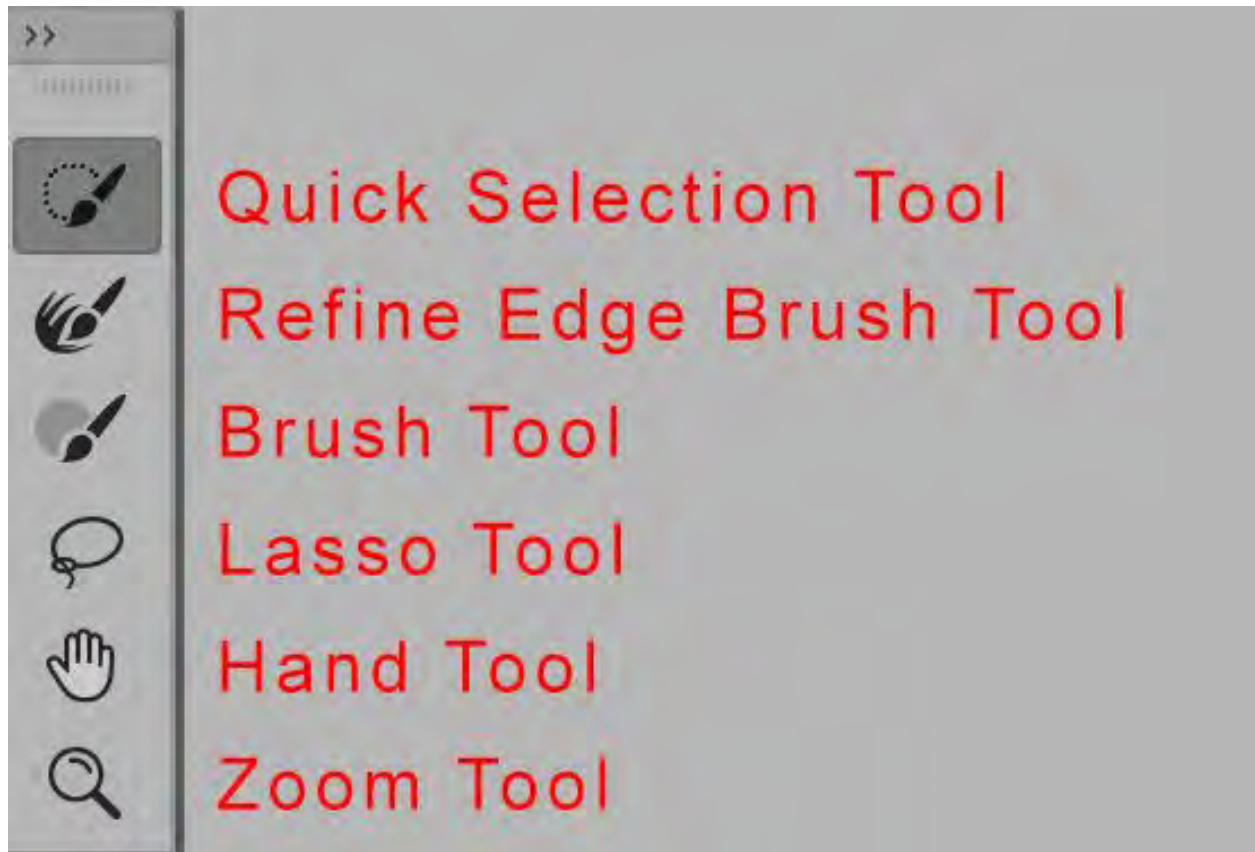 >>
Quick Selection Tool
Refine Edge Brush Tool
Brush Tool
Lasso Tool
Hand Tool
Zoom Tool